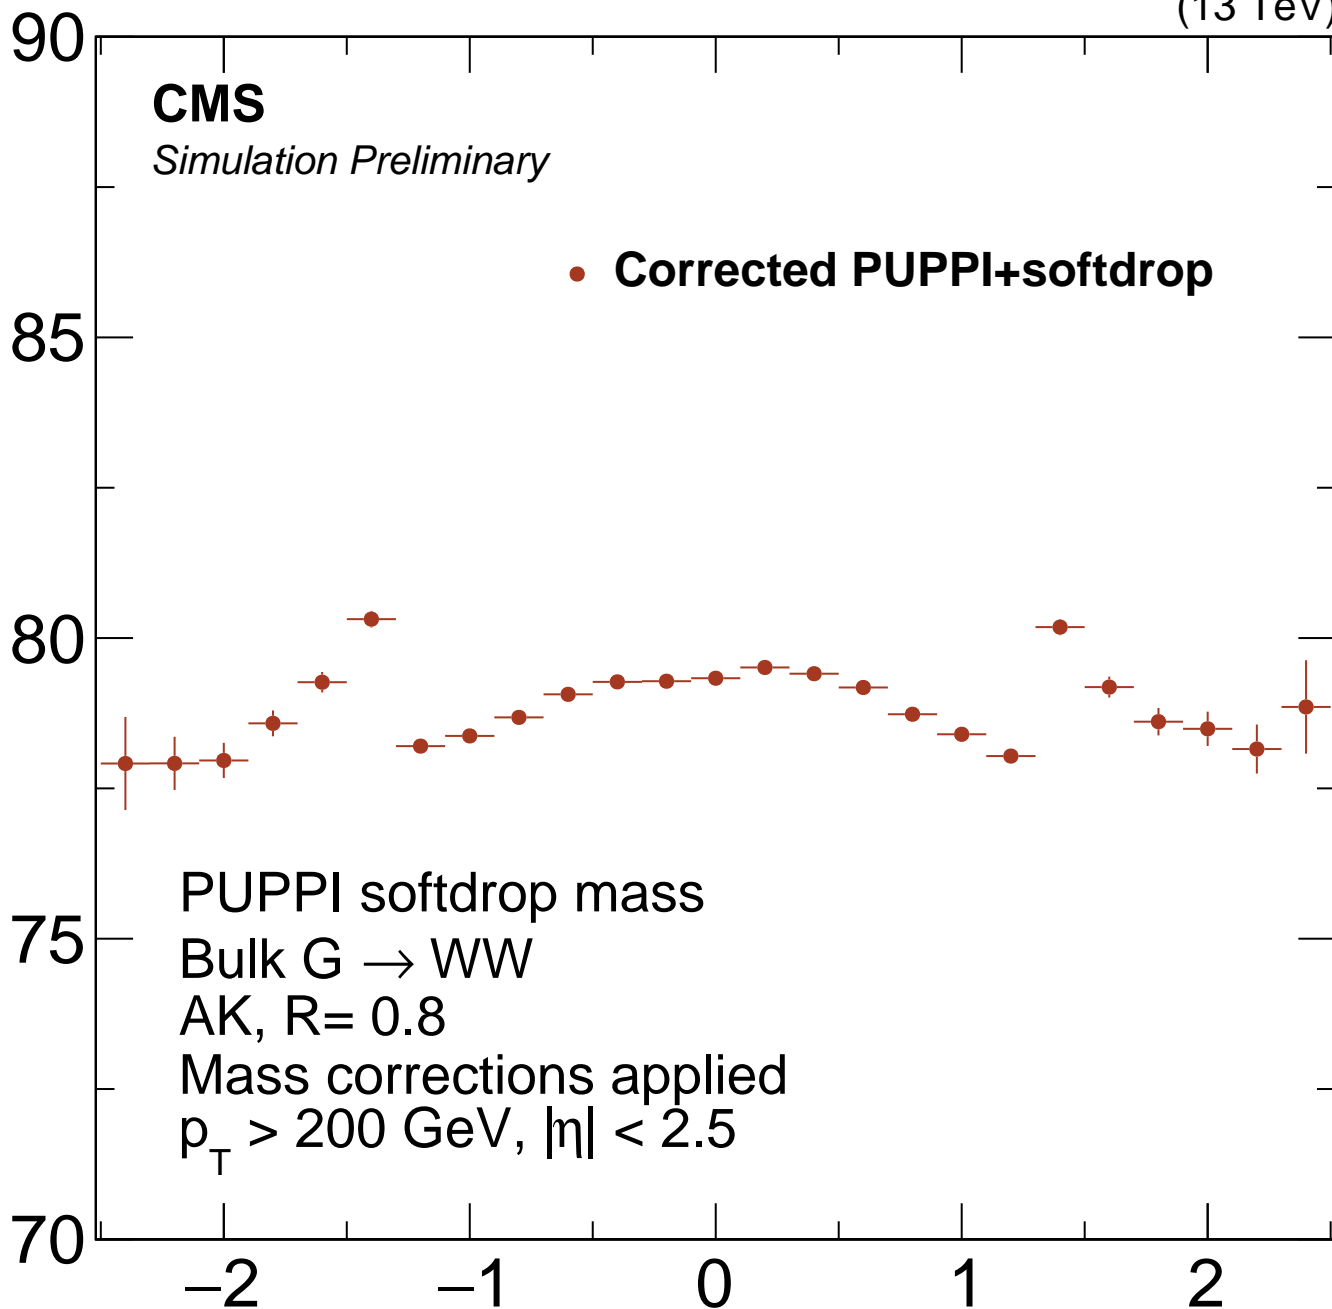 (13 TeV)
90
CMS
Simulation Preliminary
Corrected PUPPI+softdrop
85
80
75
PUPPI softdrop mass
Bulk G → WW
AK, R= 0.8
Mass corrections applied
p_T > 200 GeV, |η| < 2.5
70
−2 −1 0 1 2